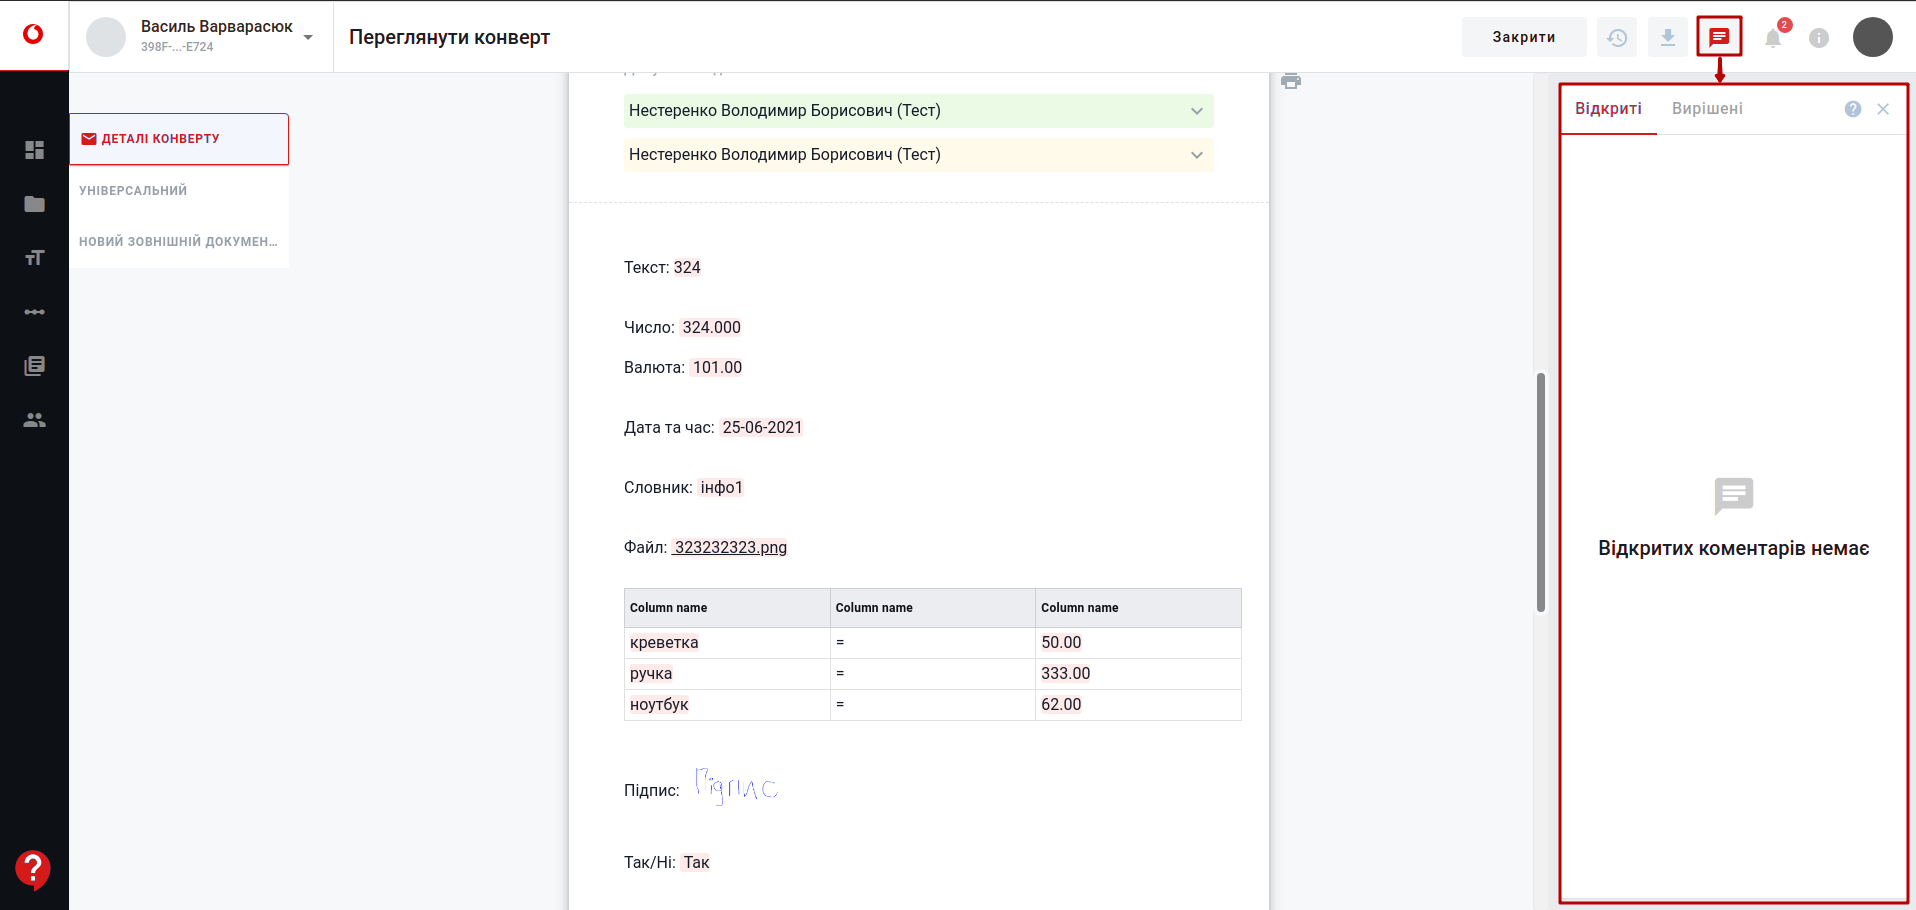 Василь Варварасюк
398F-...-E724
Переглянути конверт
Закрити
2
ДЕТАЛІ КОНВЕРТУ
УНІВЕРСАЛЬНИЙ
НОВИЙ ЗОВНІШНІЙ ДОКУМЕН...
Нестеренко Володимир Борисович (Тест)
Нестеренко Володимир Борисович (Тест)
Текст: 324
Число: 324.000
Валюта: 101.00
Дата та час: 25-06-2021
Словник: інфо1
Файл: 323232323.png
Column name Column name Column name
креветка = 50.00
ручка = 333.00
ноутбук = 62.00
Підпис: Підпис
Так/Ні: Так
Відкриті Вирішені
Відкритих коментарів немає